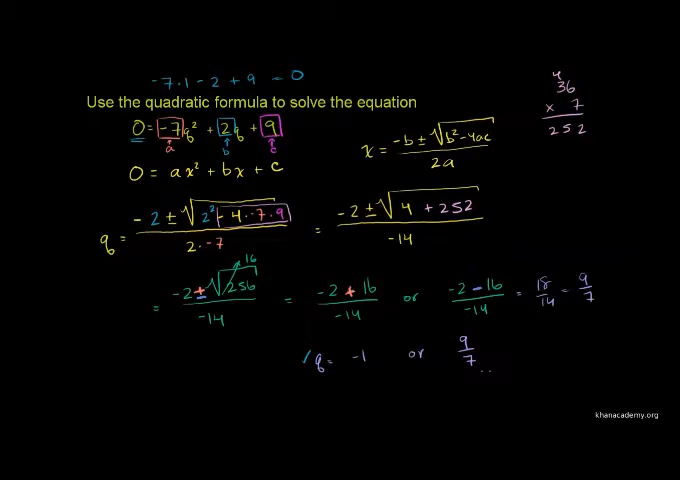 -7·1 - 2 + 9 = 0
Use the quadratic formula to solve the equation
0 = -7q² + 2q + 9
a b c
0 = ax² + bx + c
x = (-b ± √(b² - 4ac)) / 2a
4
36
x 7
252
q = (-2 ± √(2² - 4·-7·9)) / (2·-7) = (-2 ± √(4 + 252)) / -14
16
= (-2 ± √256) / -14 = (-2 + 16) / -14 or (-2 - 16) / -14 = 18/14 = 9/7
q = -1 or 9/7
khanacademy.org